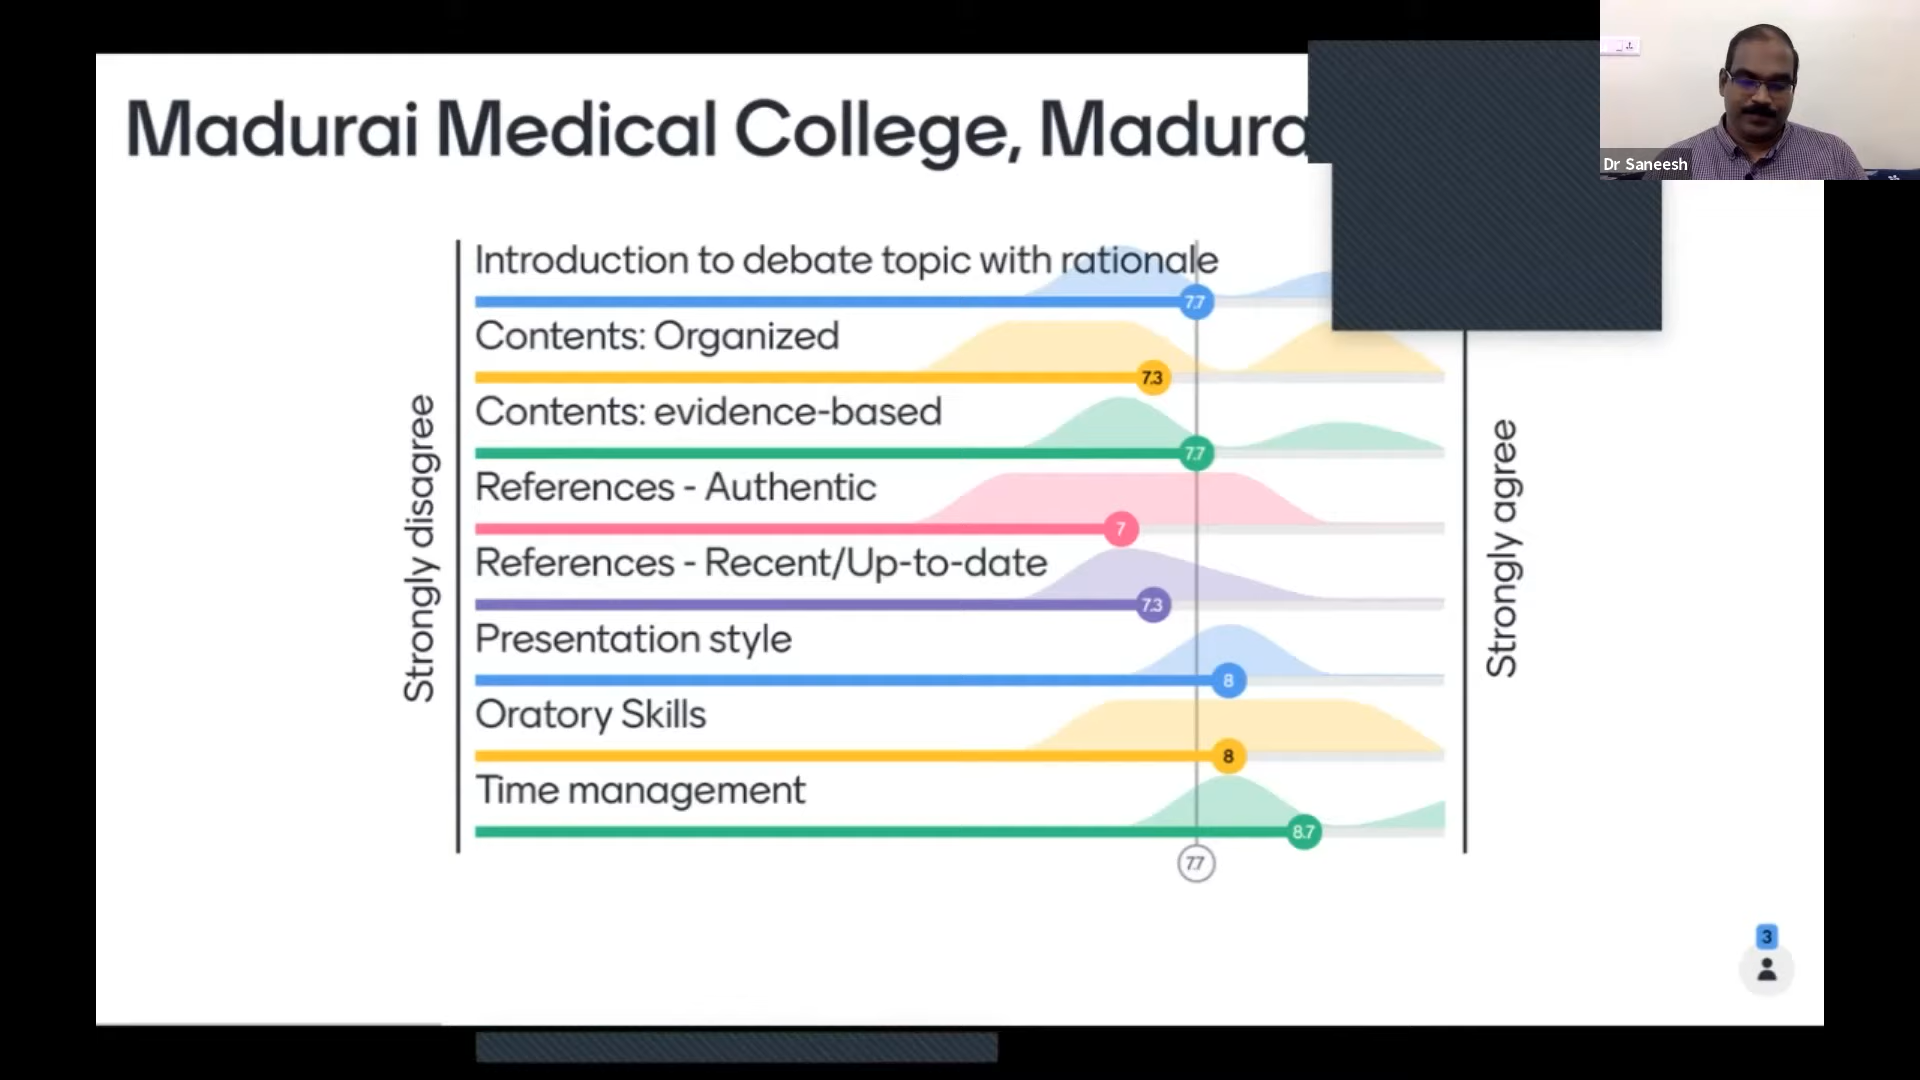 Madurai Medical College, Madura
Dr Saneesh
Strongly disagree
Introduction to debate topic with rationale
7.7
Contents: Organized
7.3
Contents: evidence-based
7.7
References - Authentic
7
References - Recent/Up-to-date
7.3
Presentation style
8
Oratory Skills
8
Time management
8.7
7.7
Strongly agree
3